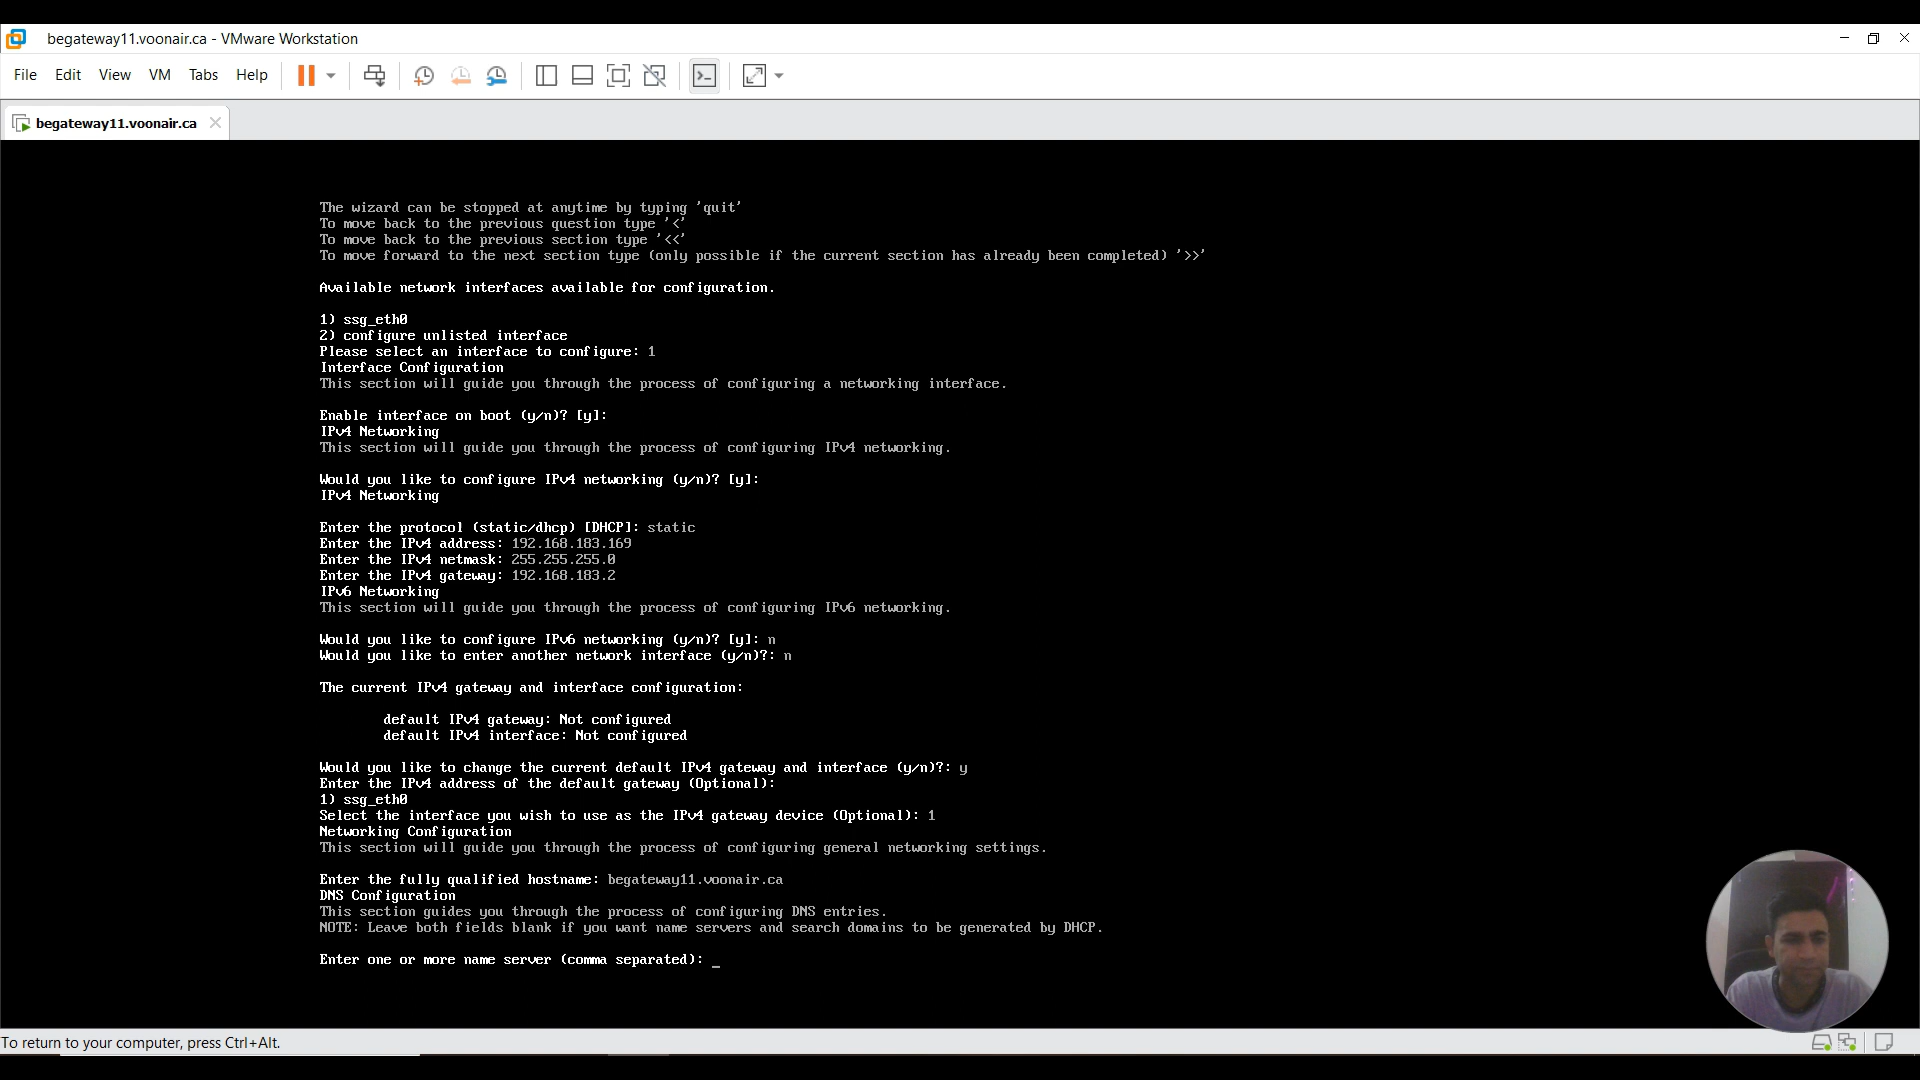 begateway11.voonair.ca - VMware Workstation
File Edit View VM Tabs Help
begateway11.voonair.ca
The wizard can be stopped at anytime by typing 'quit'
To move back to the previous question type '<'
To move back to the previous section type '<<'
To move forward to the next section type (only possible if the current section has already been completed) '>>'
Available network interfaces available for configuration.
1) ssg_eth0
2) configure unlisted interface
Please select an interface to configure: 1
Interface Configuration
This section will guide you through the process of configuring a networking interface.
Enable interface on boot (y/n)? [y]:
IPv4 Networking
This section will guide you through the process of configuring IPv4 networking.
Would you like to configure IPv4 networking (y/n)? [y]:
IPv4 Networking
Enter the protocol (static/dhcp) [DHCP]: static
Enter the IPv4 address: 192.168.183.169
Enter the IPv4 netmask: 255.255.255.0
Enter the IPv4 gateway: 192.168.183.2
IPv6 Networking
This section will guide you through the process of configuring IPv6 networking.
Would you like to configure IPv6 networking (y/n)? [y]: n
Would you like to enter another network interface (y/n)?: n
The current IPv4 gateway and interface configuration:
default IPv4 gateway: Not configured
default IPv4 interface: Not configured
Would you like to change the current default IPv4 gateway and interface (y/n)?: y
Enter the IPv4 address of the default gateway (Optional):
1) ssg_eth0
Select the interface you wish to use as the IPv4 gateway device (Optional): 1
Networking Configuration
This section will guide you through the process of configuring general networking settings.
Enter the fully qualified hostname: begateway11.voonair.ca
DNS Configuration
This section guides you through the process of configuring DNS entries.
NOTE: Leave both fields blank if you want name servers and search domains to be generated by DHCP.
Enter one or more name server (comma separated): _
To return to your computer, press Ctrl+Alt.